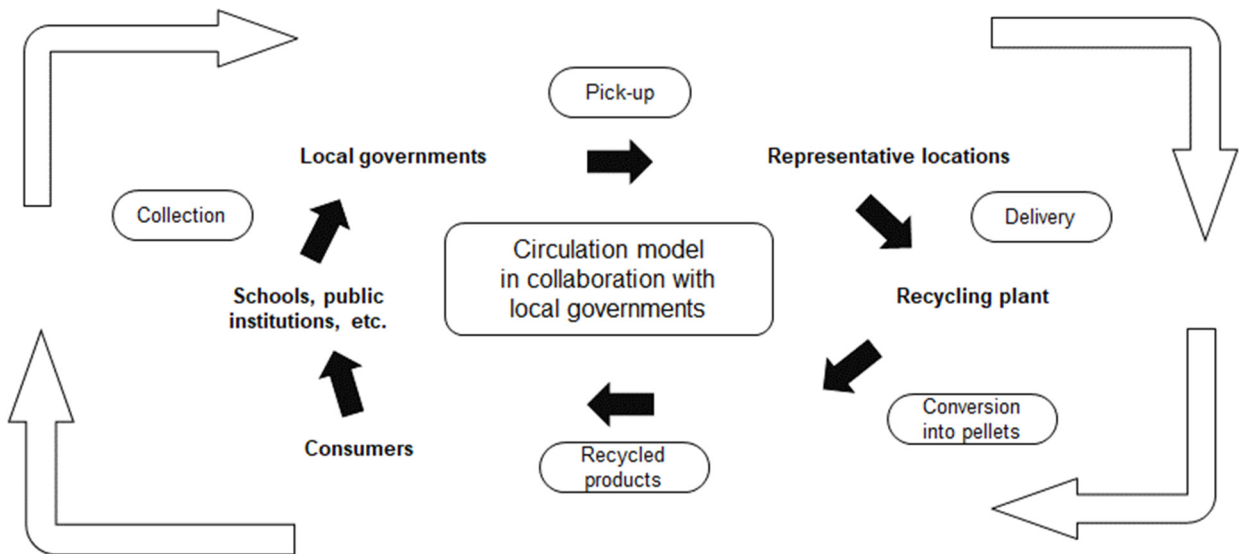 Pick-up
Local governments
Representative locations
Collection
Delivery
Circulation model
in collaboration with
local governments
Schools, public
institutions, etc.
Recycling plant
Conversion
into pellets
Consumers
Recycled
products